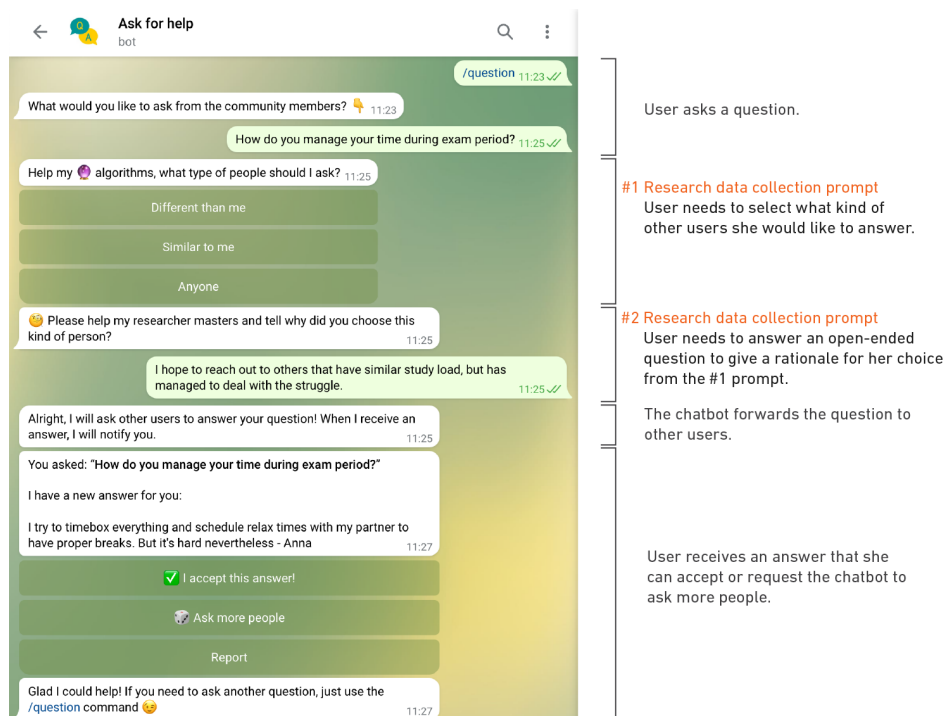 Ask for help
bot
/question 11:23
User asks a question.
What would you like to ask from the community members? 👇 11:23
How do you manage your time during exam period? 11:25
Help my 🔮 algorithms, what type of people should I ask? 11:25
Different than me
Similar to me
Anyone
#1 Research data collection prompt
User needs to select what kind of
other users she would like to answer.
🧐 Please help my researcher masters and tell why did you choose this
kind of person? 11:25
I hope to reach out to others that have similar study load, but has
managed to deal with the struggle. 11:25
#2 Research data collection prompt
User needs to answer an open-ended
question to give a rationale for her choice
from the #1 prompt.
Alright, I will ask other users to answer your question! When I receive an
answer, I will notify you. 11:25
The chatbot forwards the question to
other users.
You asked: “How do you manage your time during exam period?”
I have a new answer for you:
I try to timebox everything and schedule relax times with my partner to
have proper breaks. But it's hard nevertheless - Anna 11:27
✅ I accept this answer!
🎲 Ask more people
Report
User receives an answer that she
can accept or request the chatbot to
ask more people.
Glad I could help! If you need to ask another question, just use the
/question command 😉 11:27